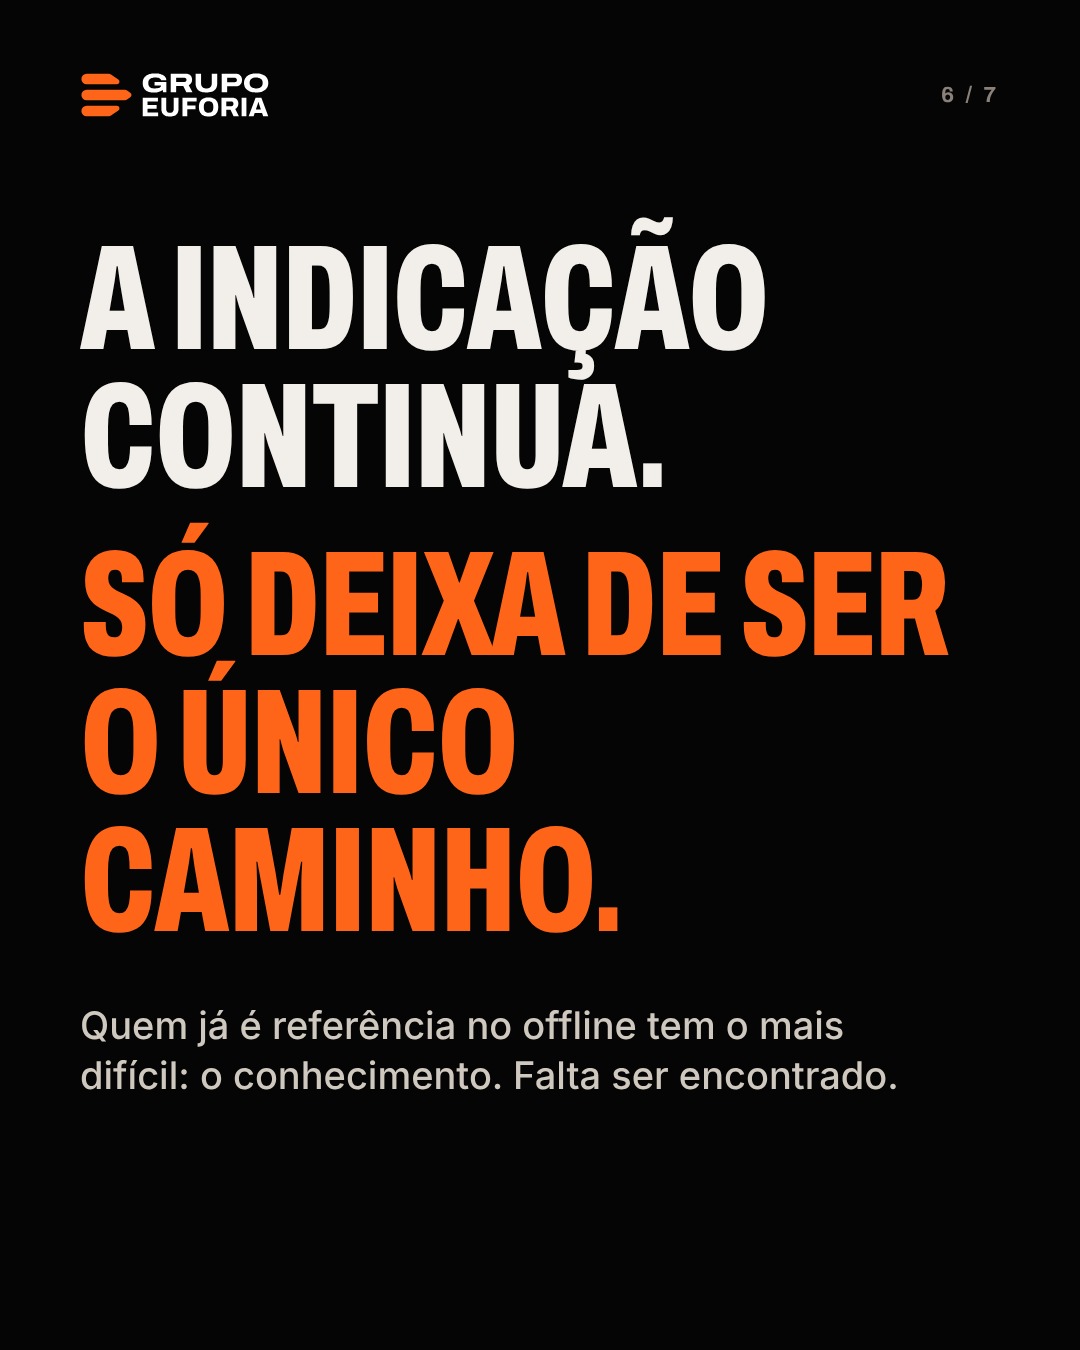 GRUPO
EUFORIA
6 / 7
A INDICAÇÃO
CONTINUA.
SÓ DEIXA DE SER
O ÚNICO
CAMINHO.
Quem já é referência no offline tem o mais
difícil: o conhecimento. Falta ser encontrado.